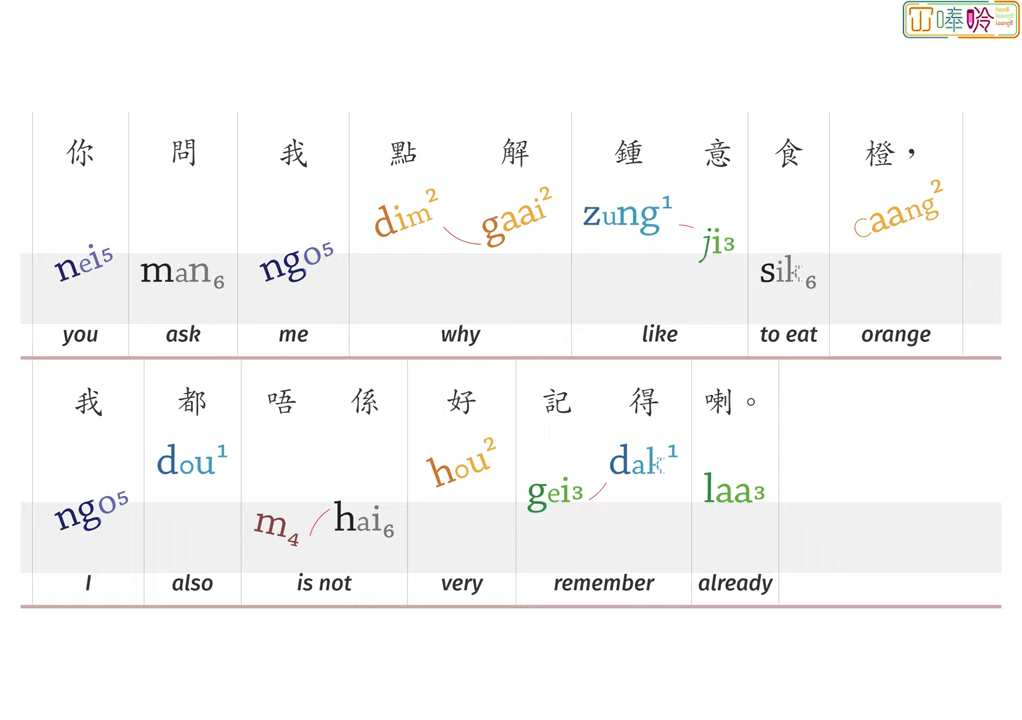 你 問 我 點 解 鍾 意 食 橙，
nei5 man6 ngo5 dim2 gaai2 zung1 ji3 sik6 caang2
you ask me why like to eat orange
我 都 唔 係 好 記 得 喇。
ngo5 dou1 m4 hai6 hou2 gei3 dak1 laa3
I also is not very remember already